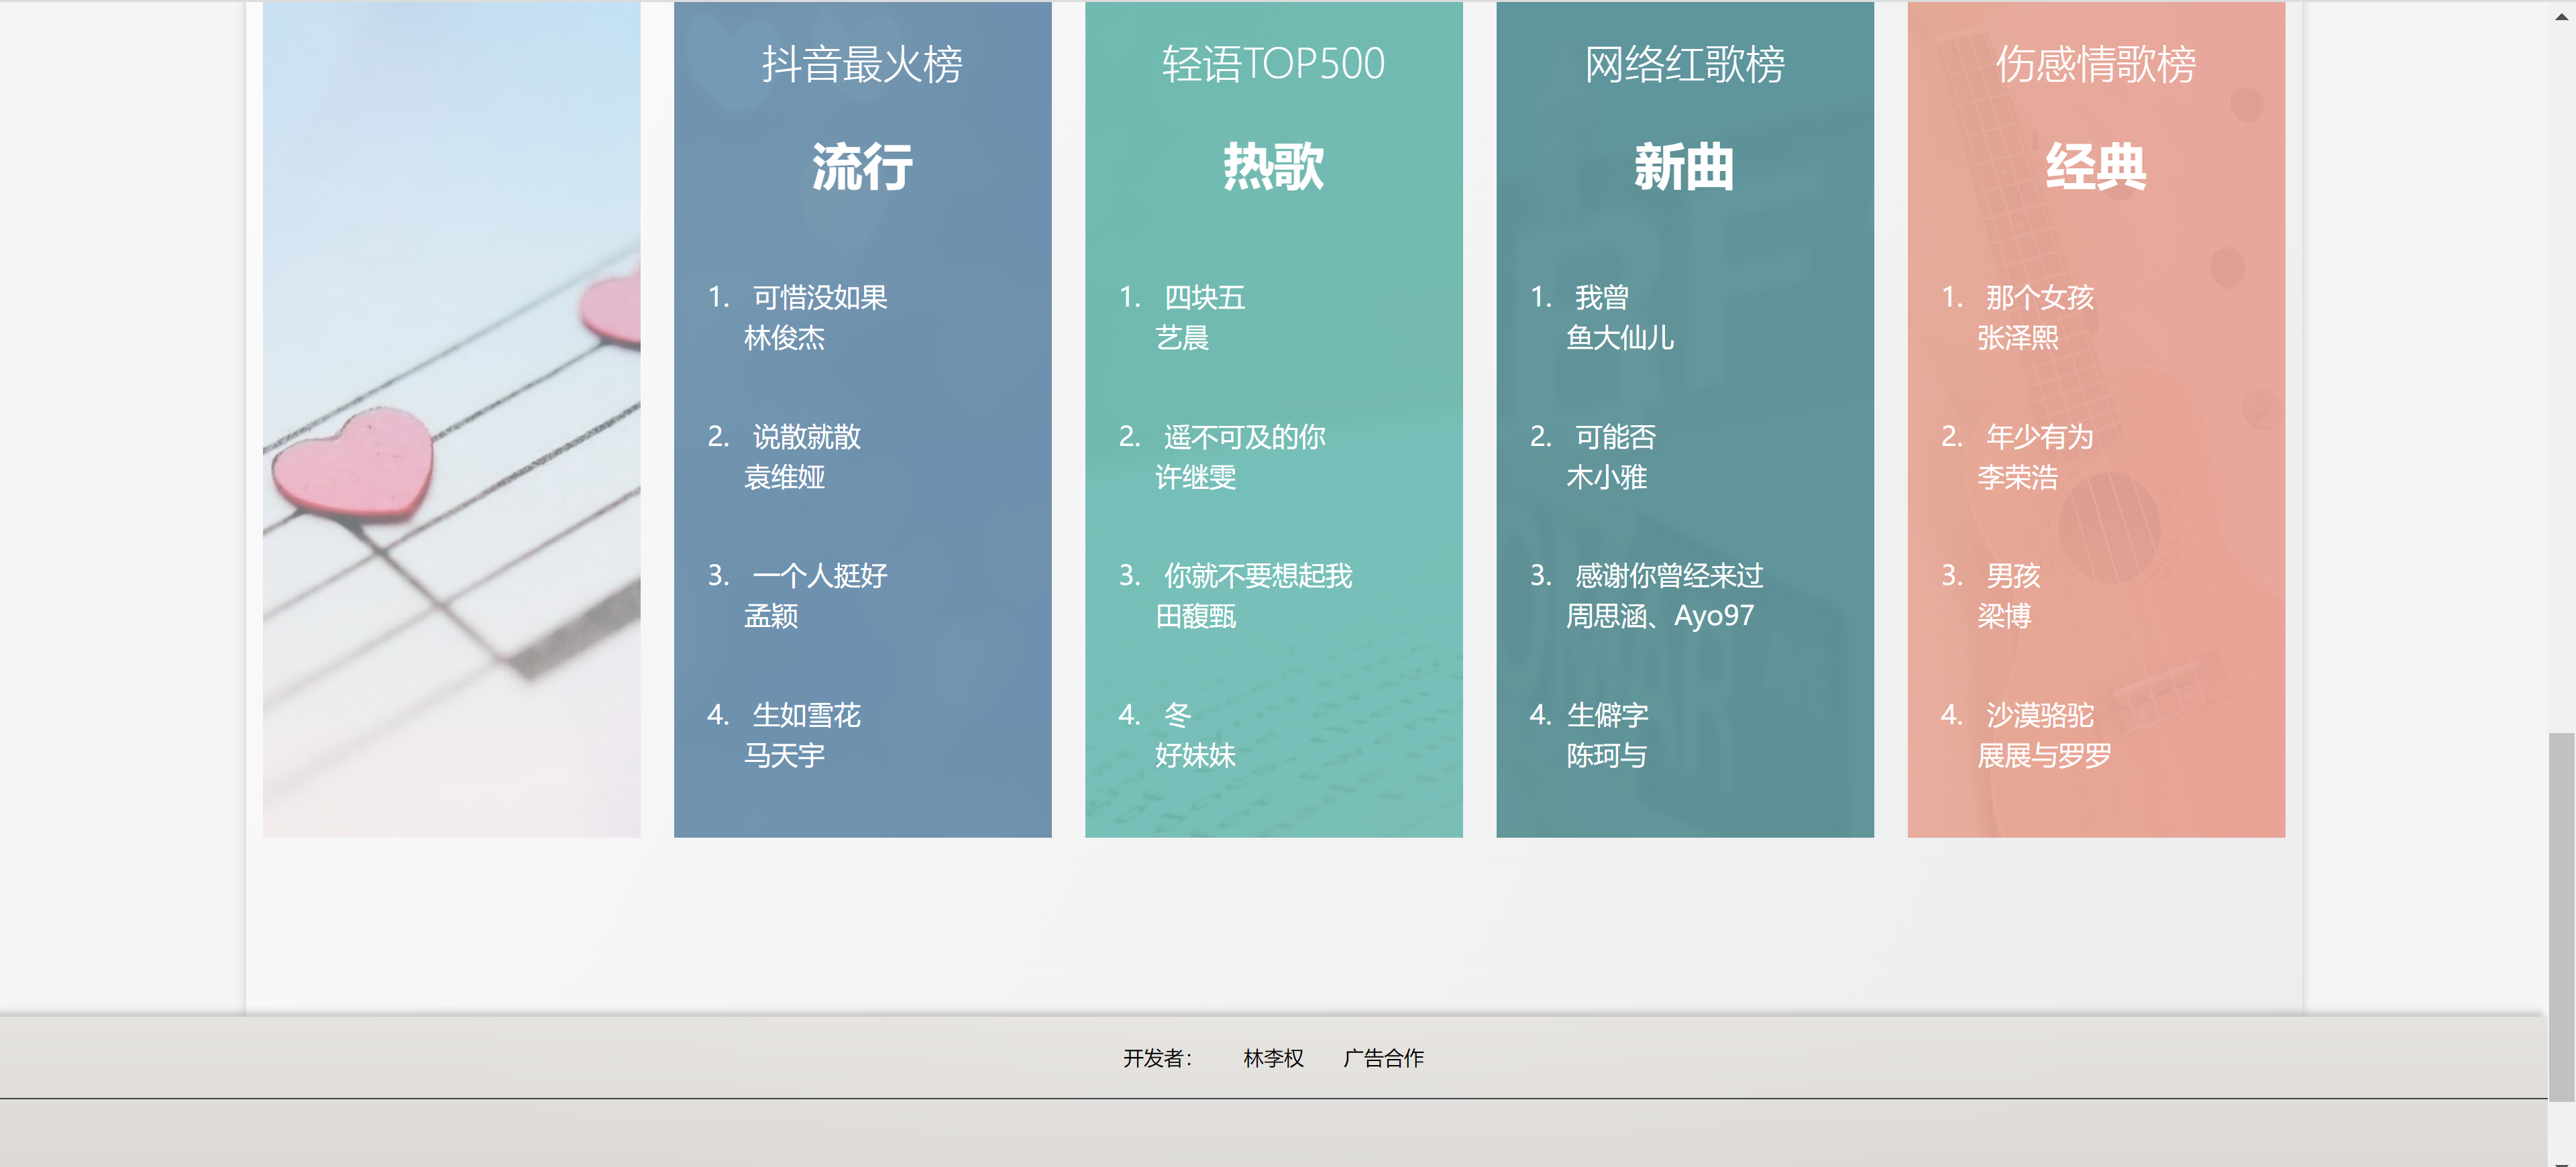 抖音最火榜
流行
1. 可惜没如果
林俊杰
2. 说散就散
袁维娅
3. 一个人挺好
孟颖
4. 生如雪花
马天宇
轻语TOP500
热歌
1. 四块五
艺晨
2. 遥不可及的你
许继雯
3. 你就不要想起我
田馥甄
4. 冬
好妹妹
网络红歌榜
新曲
1. 我曾
鱼大仙儿
2. 可能否
木小雅
3. 感谢你曾经来过
周思涵、Ayo97
4. 生僻字
陈珂与
伤感情歌榜
经典
1. 那个女孩
张泽熙
2. 年少有为
李荣浩
3. 男孩
梁博
4. 沙漠骆驼
展展与罗罗
开发者： 林李权 广告合作